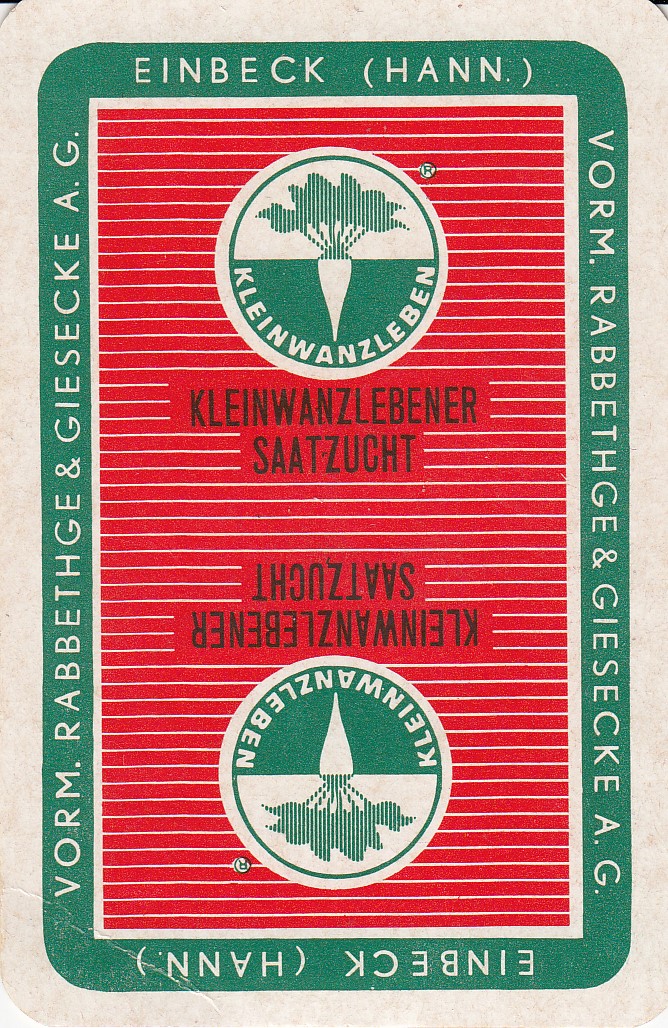 EINBECK (HANN.)
VORM. RABBETHGE & GIESECKE A.G.
VORM. RABBETHGE & GIESECKE A.G.
®
KLEINWANZLEBEN
KLEINWANZLEBENER
SAATZUCHT
KLEINWANZLEBENER
SAATZUCHT
KLEINWANZLEBEN
®
EINBECK (HANN.)